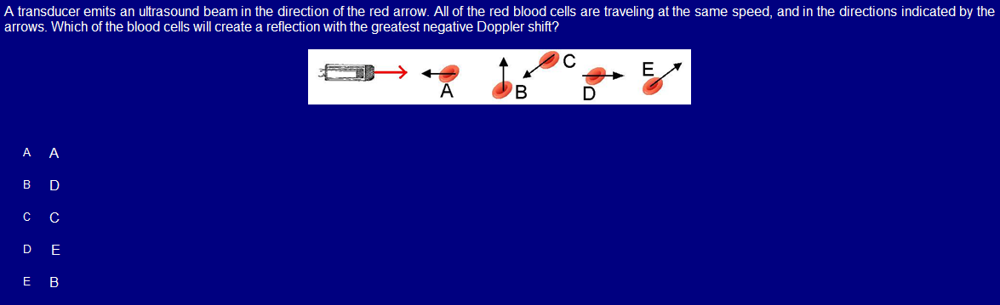 A transducer emits an ultrasound beam in the direction of the red arrow. All of the red blood cells are traveling at the same speed, and in the directions indicated by the
arrows. Which of the blood cells will create a reflection with the greatest negative Doppler shift?
A B C D E
A A
B D
C C
D E
E B